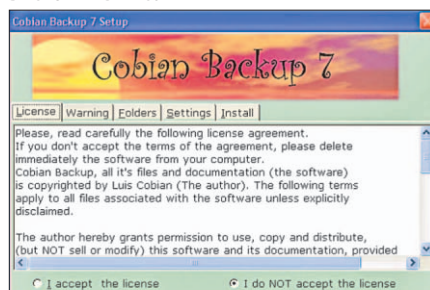 Cobian Backup 7 Setup
Cobian Backup 7
License Warning Folders Settings Install
Please, read carefully the following license agreement.
If you don't accept the terms of the agreement, please delete
immediately the software from your computer.
Cobian Backup, all it's files and documentation (the software)
is copyrighted by Luis Cobian (The author). The following terms
apply to all files associated with the software unless explicitly
disclaimed.
The author hereby grants permission to use, copy and distribute,
(but NOT sell or modify) this software and its documentation, provided
I accept the license I do NOT accept the license